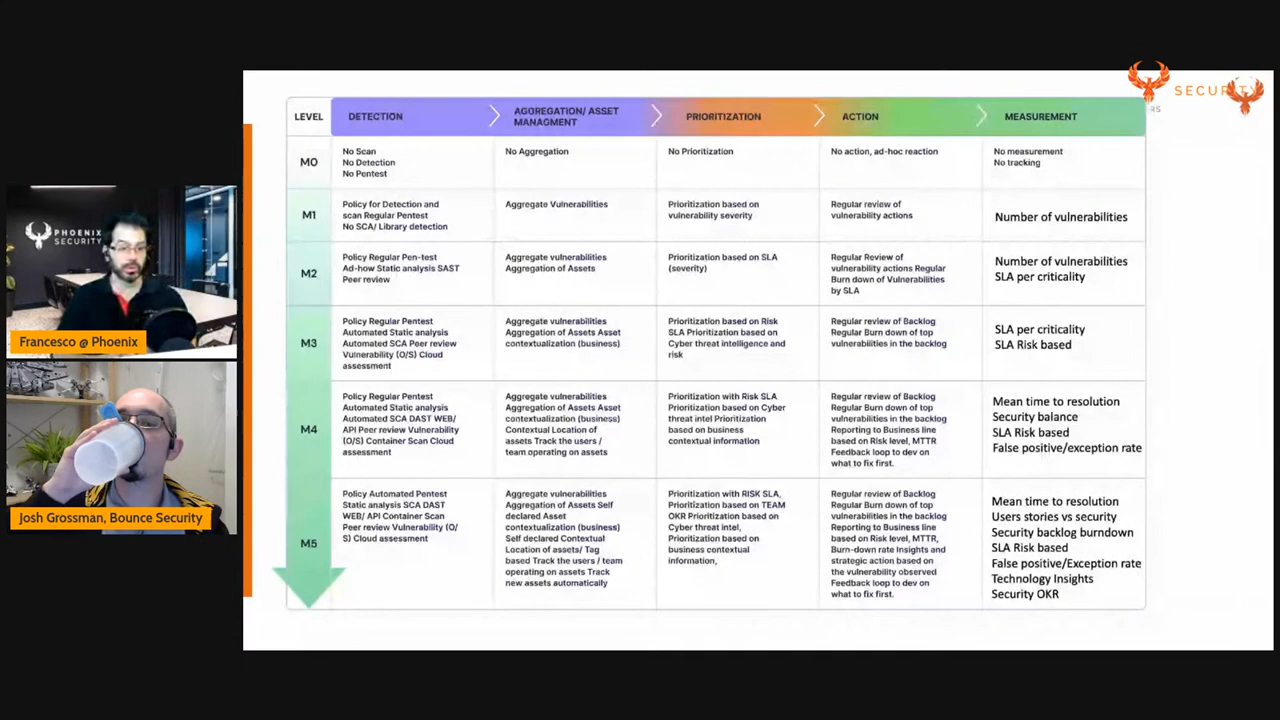 SECURITY
RS
LEVEL
DETECTION
AGGREGATION/ ASSET
MANAGMENT
PRIORITIZATION
ACTION
MEASUREMENT
M0
No Scan
No Detection
No Pentest
No Aggregation
No Prioritization
No action, ad-hoc reaction
No measurement
No tracking
M1
Policy for Detection and
scan Regular Pentest
No SCA/ Library detection
Aggregate Vulnerabilities
Prioritization based on
vulnerability severity
Regular review of
vulnerability actions
Number of vulnerabilities
M2
Policy Regular Pen-test
Ad-how Static analysis SAST
Peer review
Aggregate vulnerabilities
Aggregation of Assets
Prioritization based on SLA
(severity)
Regular Review of
vulnerability actions Regular
Burn down of Vulnerabilities
by SLA
Number of vulnerabilities
SLA per criticality
M3
Policy Regular Pentest
Automated Static analysis
Automated SCA Peer review
Vulnerability (O/S) Cloud
assessment
Aggregate vulnerabilities
Aggregation of Assets Asset
contextualization (business)
Prioritization based on Risk
SLA Prioritization based on
Cyber threat intelligence and
risk
Regular review of Backlog
Regular Burn down of top
vulnerabilities in the backlog
SLA per criticality
SLA Risk based
M4
Policy Regular Pentest
Automated Static analysis
Automated SCA DAST WEB/
API Peer review Vulnerability
(O/S) Container Scan Cloud
assessment
Aggregate vulnerabilities
Aggregation of Assets Asset
contextualization (business)
Contextual Location of
assets Track the users /
team operating on assets
Prioritization with Risk SLA
Prioritization based on Cyber
threat intel Prioritization
based on business
contextual information
Regular review of Backlog
Regular Burn down of top
vulnerabilities in the backlog
Reporting to Business line
based on Risk level, MTTR
Feedback loop to dev on
what to fix first.
Mean time to resolution
Security balance
SLA Risk based
False positive/exception rate
M5
Policy Automated Pentest
Static analysis SCA DAST
WEB/ API Container Scan
Peer review Vulnerability (O/
S) Cloud assessment
Aggregate vulnerabilities
Aggregation of Assets Self
declared Asset
contextualization (business)
Self declared Contextual
Location of assets/ Tag
based Track the users / team
operating on assets Track
new assets automatically
Prioritization with RISK SLA,
Prioritization based on TEAM
OKR Prioritization based on
Cyber threat intel,
Prioritization based on
business contextual
information,
Regular review of Backlog
Regular Burn down of top
vulnerabilities in the backlog
Reporting to Business line
based on Risk level, MTTR,
Burn-down rate Insights and
strategic action based on
the vulnerability observed
Feedback loop to dev on
what to fix first.
Mean time to resolution
Users stories vs security
Security backlog burndown
SLA Risk based
False positive/Exception rate
Technology Insights
Security OKR
PHOENIX
SECURITY
Francesco @ Phoenix
Josh Grossman, Bounce Security